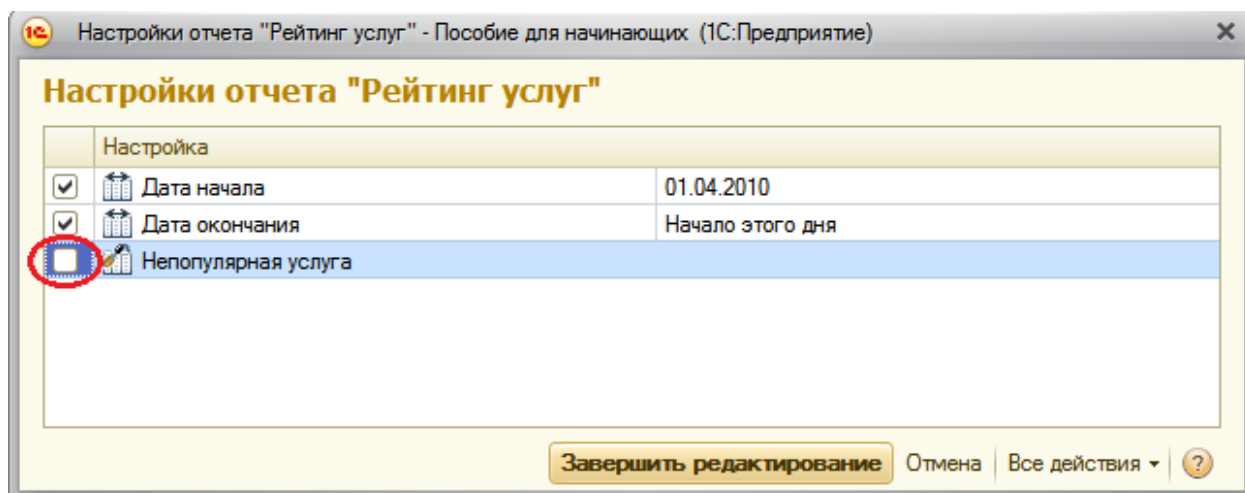 1С Настройки отчета "Рейтинг услуг" - Пособие для начинающих (1С:Предприятие)
Настройки отчета "Рейтинг услуг"
Настройка
Дата начала 01.04.2010
Дата окончания Начало этого дня
Непопулярная услуга
Завершить редактирование Отмена Все действия ?